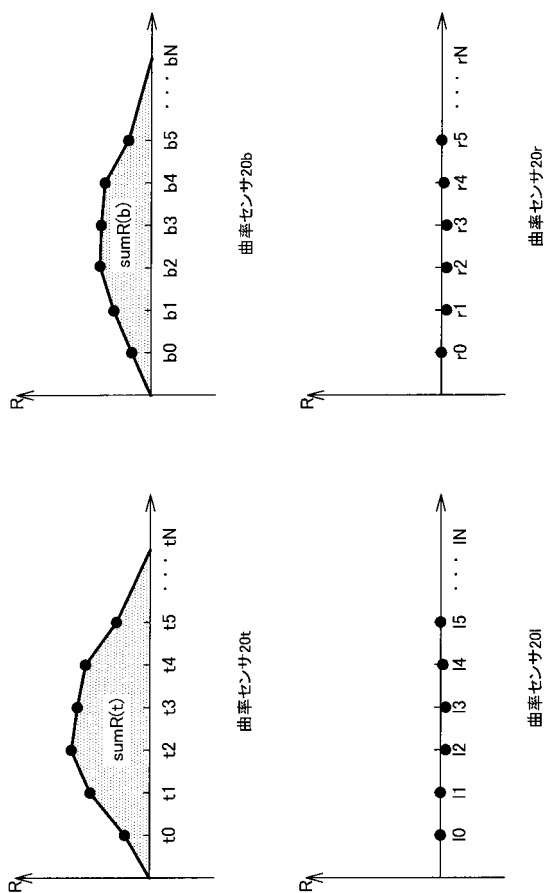 R
sumR(t)
t0 t1 t2 t3 t4 t5 ···· tN
曲率センサ20t
R
sumR(b)
b0 b1 b2 b3 b4 b5 ···· bN
曲率センサ20b
R
l0 l1 l2 l3 l4 l5 ···· lN
曲率センサ20l
R
r0 r1 r2 r3 r4 r5 ···· rN
曲率センサ20r